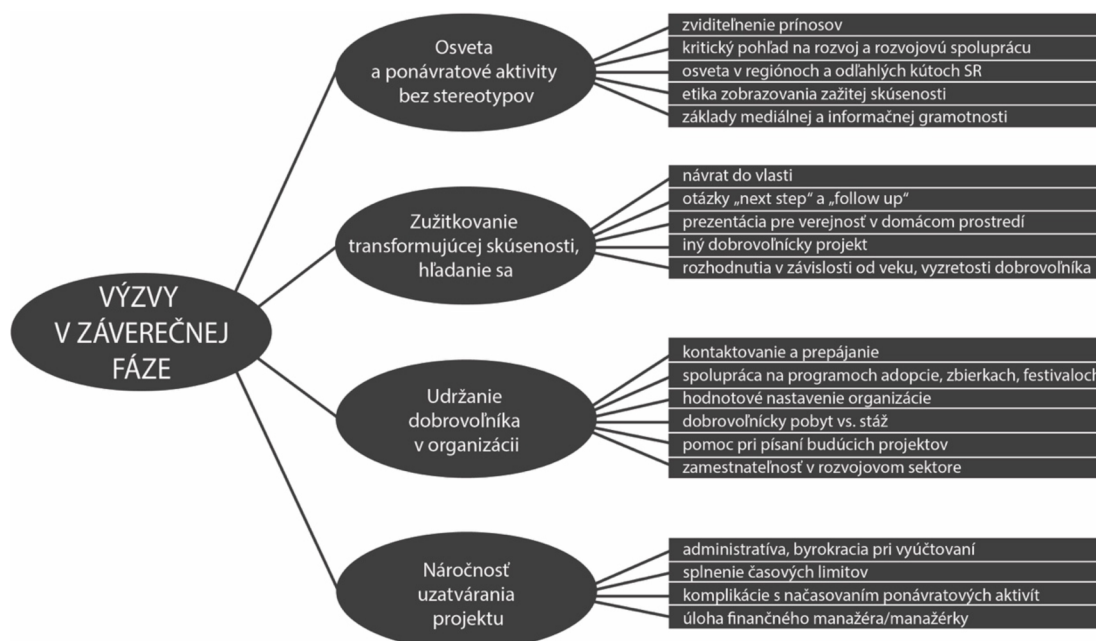 VÝZVY
V ZÁVEREČNEJ
FÁZE
Osveta
a ponávratové aktivity
bez stereotypov
zviditeľnenie prínosov
kritický pohľad na rozvoj a rozvojovú spoluprácu
osveta v regiónoch a odľahlých kútoch SR
etika zobrazovania zažitej skúsenosti
základy mediálnej a informačnej gramotnosti
Zužitkovanie
transformujúcej skúsenosti,
hľadanie sa
návrat do vlasti
otázky „next step“ a „follow up“
prezentácia pre verejnosť v domácom prostredí
iný dobrovoľnícky projekt
rozhodnutia v závislosti od veku, vyzretosti dobrovoľníka
Udržanie
dobrovoľníka
v organizácii
kontaktovanie a prepájanie
spolupráca na programoch adopcie, zbierkach, festivaloch
hodnotové nastavenie organizácie
dobrovoľnícky pobyt vs. stáž
pomoc pri písaní budúcich projektov
zamestnateľnosť v rozvojovom sektore
Náročnosť
uzatvárania
projektu
administratíva, byrokracia pri vyúčtovaní
splnenie časových limitov
komplikácie s načasovaním ponávratových aktivít
úloha finančného manažéra/manažérky